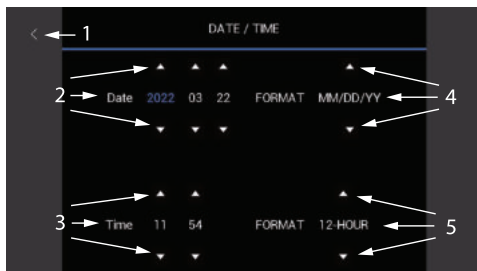 1 DATE / TIME
2 Date 2022 03 22 FORMAT MM/DD/YY 4
3 Time 11 54 FORMAT 12-HOUR 5